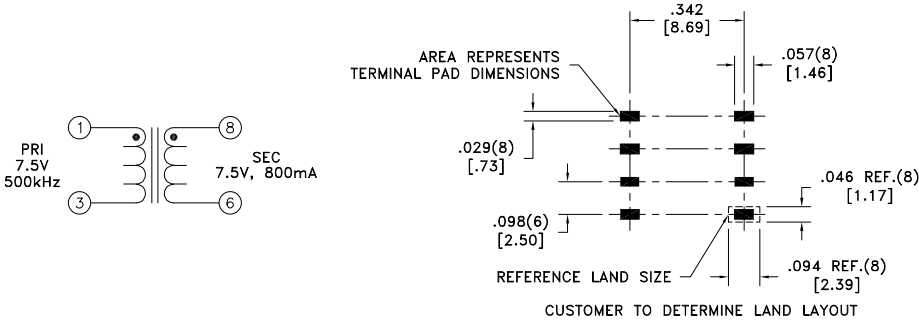 1
3
PRI
7.5V
500kHz
8
6
SEC
7.5V, 800mA
.342
[8.69]
AREA REPRESENTS
TERMINAL PAD DIMENSIONS
.057(8)
[1.46]
.029(8)
[.73]
.098(6)
[2.50]
.046 REF.(8)
[1.17]
REFERENCE LAND SIZE
.094 REF.(8)
[2.39]
CUSTOMER TO DETERMINE LAND LAYOUT